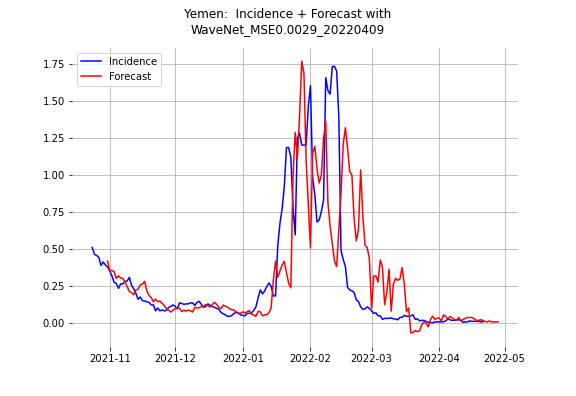 Yemen:  Incidence + Forecast with
WaveNet_MSE0.0029_20220409
Incidence
Forecast
1.75
1.50
1.25
1.00
0.75
0.50
0.25
0.00
2021-11 2021-12 2022-01 2022-02 2022-03 2022-04 2022-05